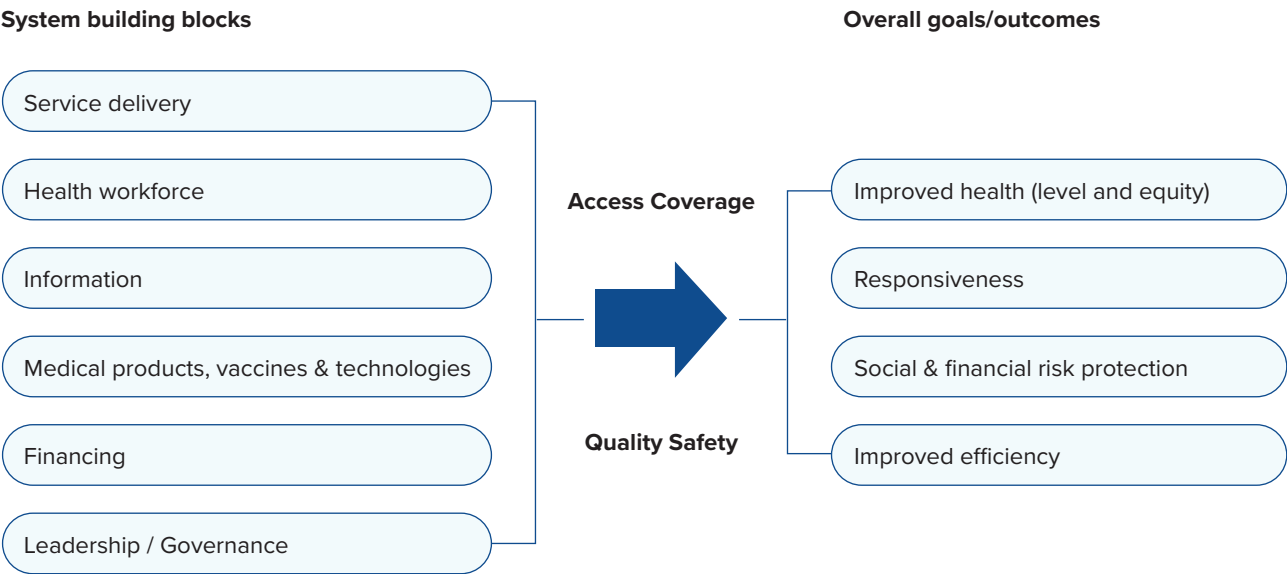 System building blocks
Overall goals/outcomes
Service delivery
Health workforce
Information
Medical products, vaccines & technologies
Financing
Leadership / Governance
Access Coverage
Quality Safety
Improved health (level and equity)
Responsiveness
Social & financial risk protection
Improved efficiency